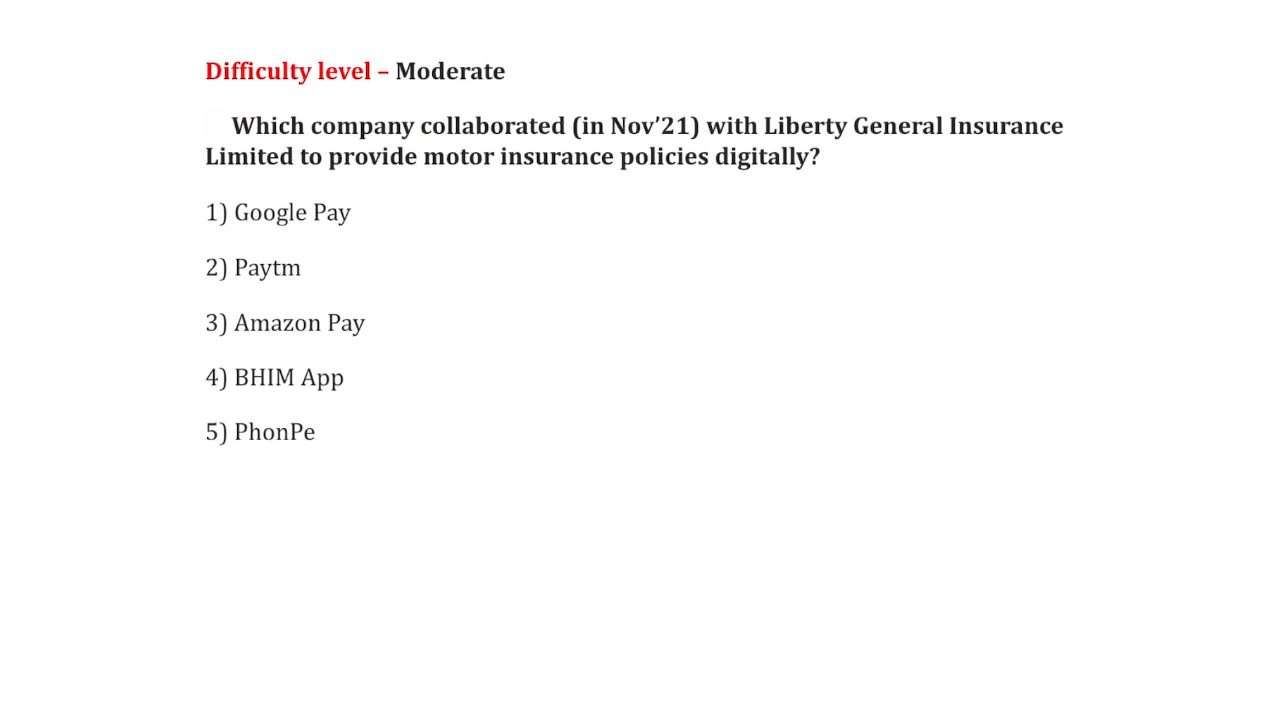 Difficulty level – Moderate
Which company collaborated (in Nov’21) with Liberty General Insurance
Limited to provide motor insurance policies digitally?
1) Google Pay
2) Paytm
3) Amazon Pay
4) BHIM App
5) PhonPe